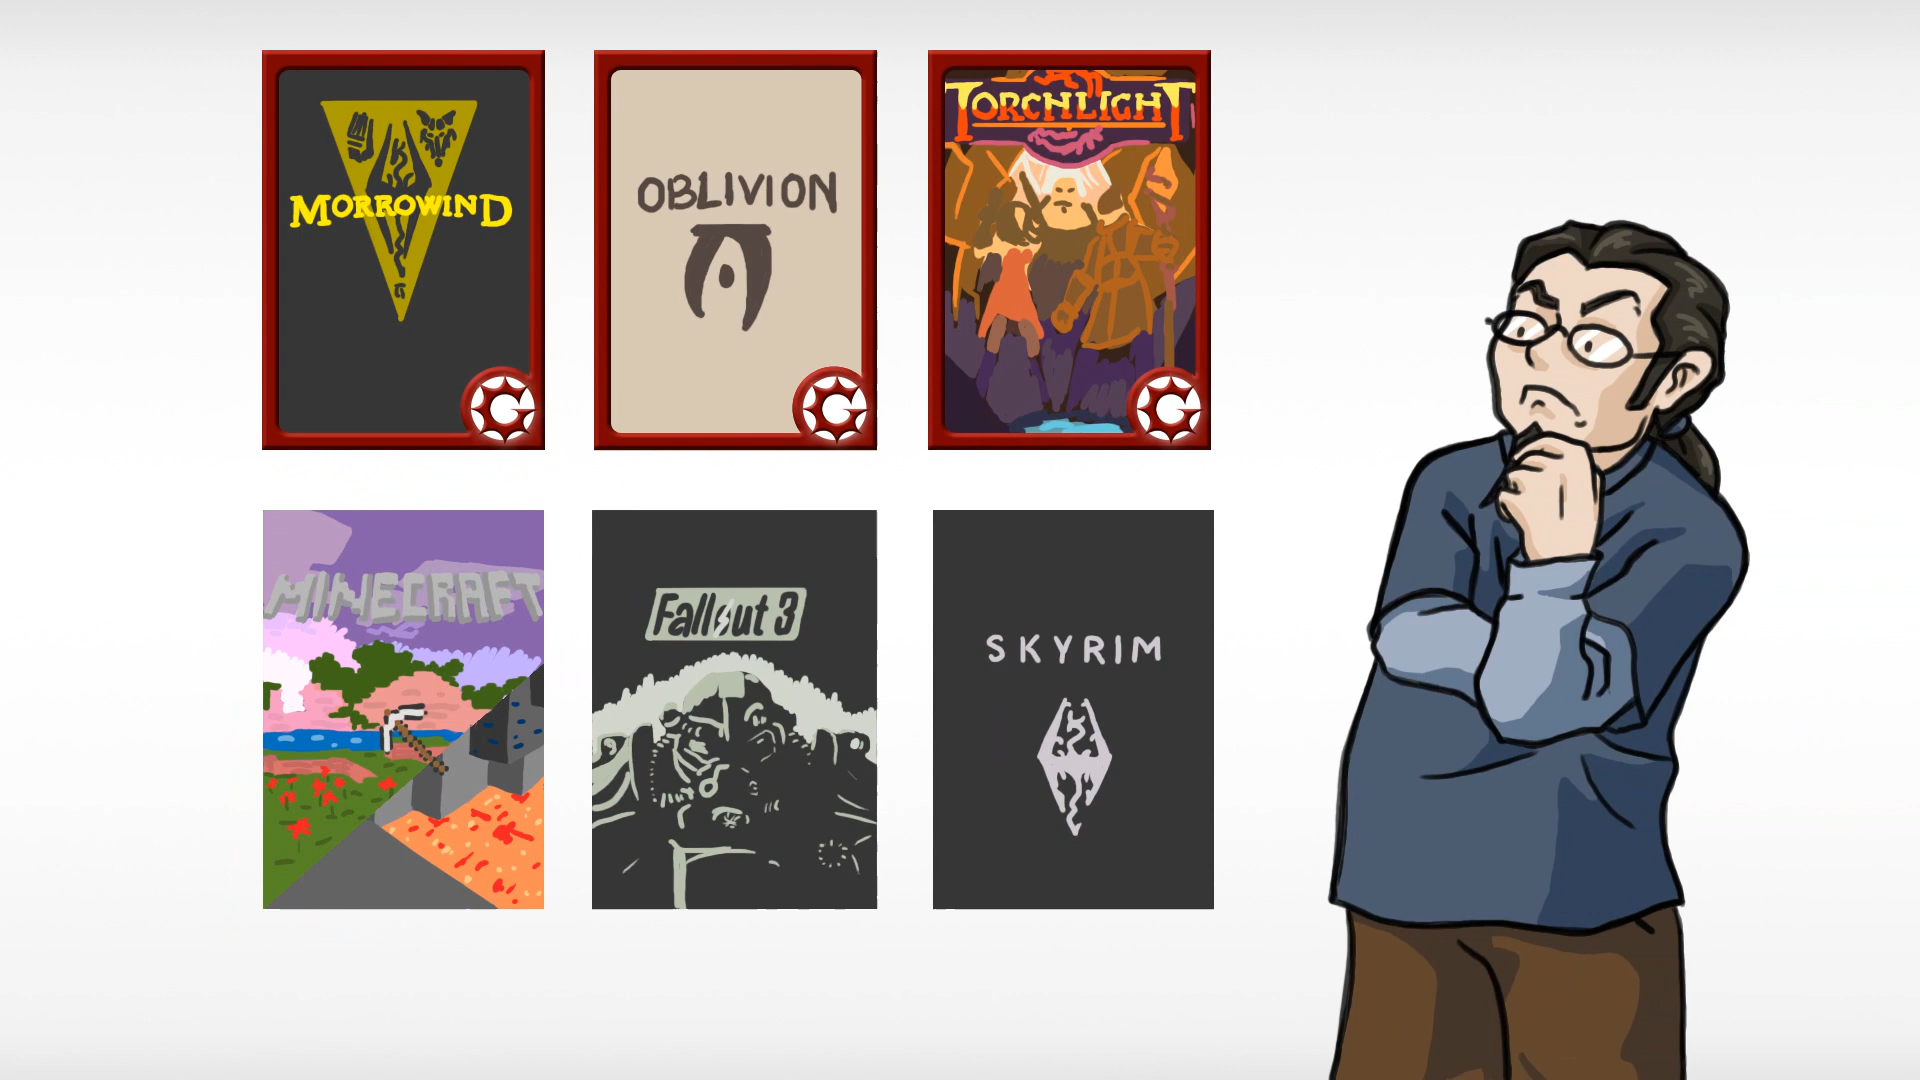 MORROWIND
OBLIVION
TORCHLIGHT
MINECRAFT
Fallout 3
SKYRIM